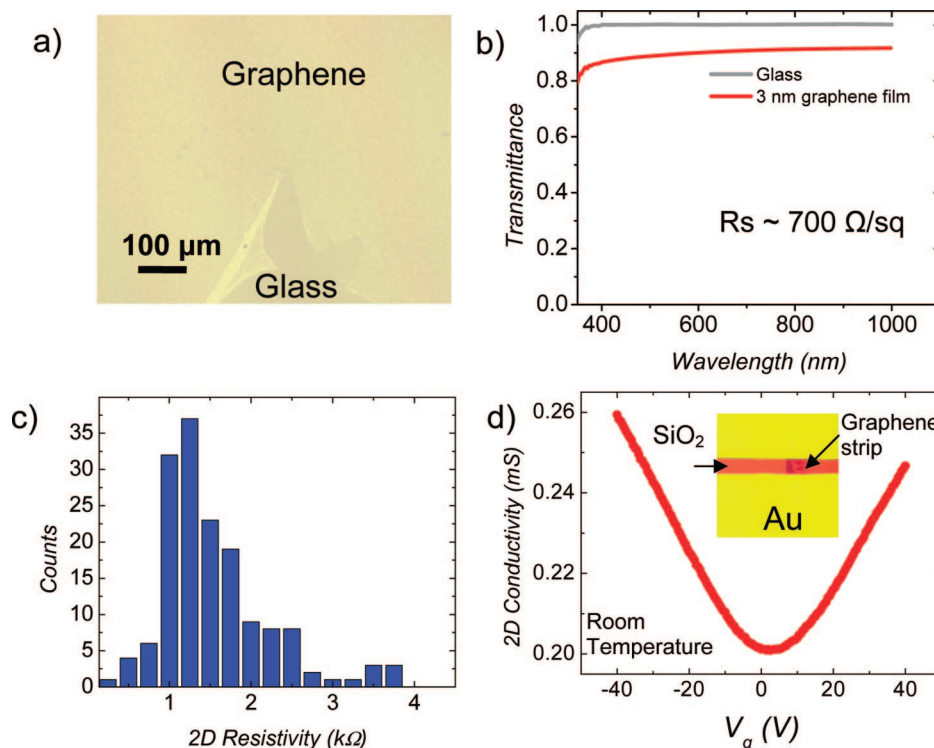 a)
Graphene
100 μm
Glass
b)
Transmittance
1.0
0.8
0.6
0.4
0.2
0.0
Glass
3 nm graphene film
Rs ~ 700 Ω/sq
400
600
800
1000
Wavelength (nm)
c)
Counts
35
30
25
20
15
10
5
0
1
2
3
4
2D Resistivity (kΩ)
d)
2D Conductivity (mS)
0.26
0.24
0.22
0.20
SiO2
Graphene
strip
Au
Room
Temperature
-40
-20
0
20
40
Vg (V)